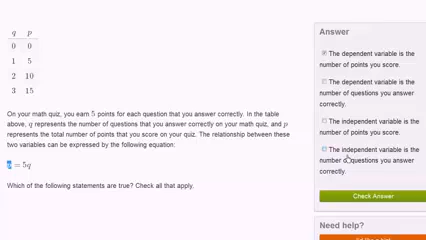 q p
0 0
1 5
2 10
3 15
On your math quiz, you earn 5 points for each question that you answer correctly. In the table
above, q represents the number of questions that you answer correctly on your math quiz, and p
represents the total number of points that you score on your quiz. The relationship between these
two variables can be expressed by the following equation:
p = 5q
Which of the following statements are true? Check all that apply.
Answer
The dependent variable is the
number of points you score.
The dependent variable is the
number of questions you answer
correctly.
The independent variable is the
number of points you score.
The independent variable is the
number of questions you answer
correctly.
Check Answer
Need help?